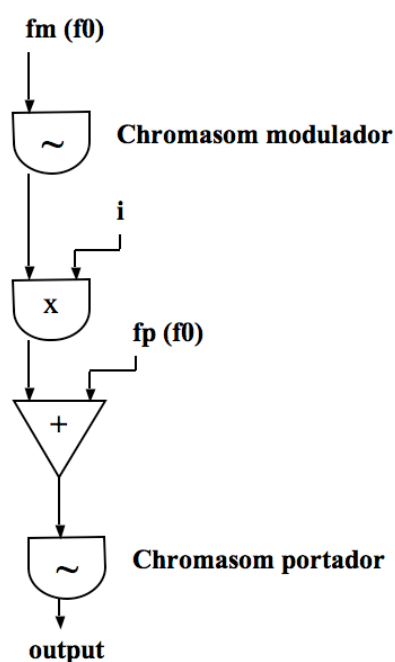 fm (f0)
~
Chromasom modulador
i
x
fp (f0)
+
~
Chromasom portador
output